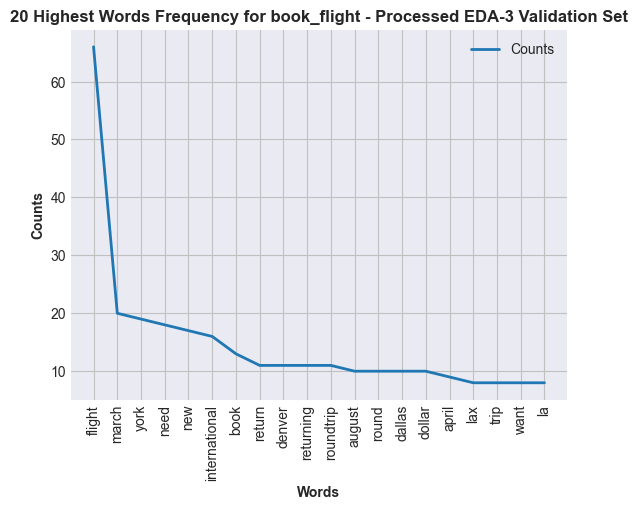 20 Highest Words Frequency for book_flight - Processed EDA-3 Validation Set
Counts
60
50
40
30
20
10
Counts
flight
march
york
need
new
international
book
return
denver
returning
roundtrip
august
round
dallas
dollar
april
lax
trip
want
la
Words